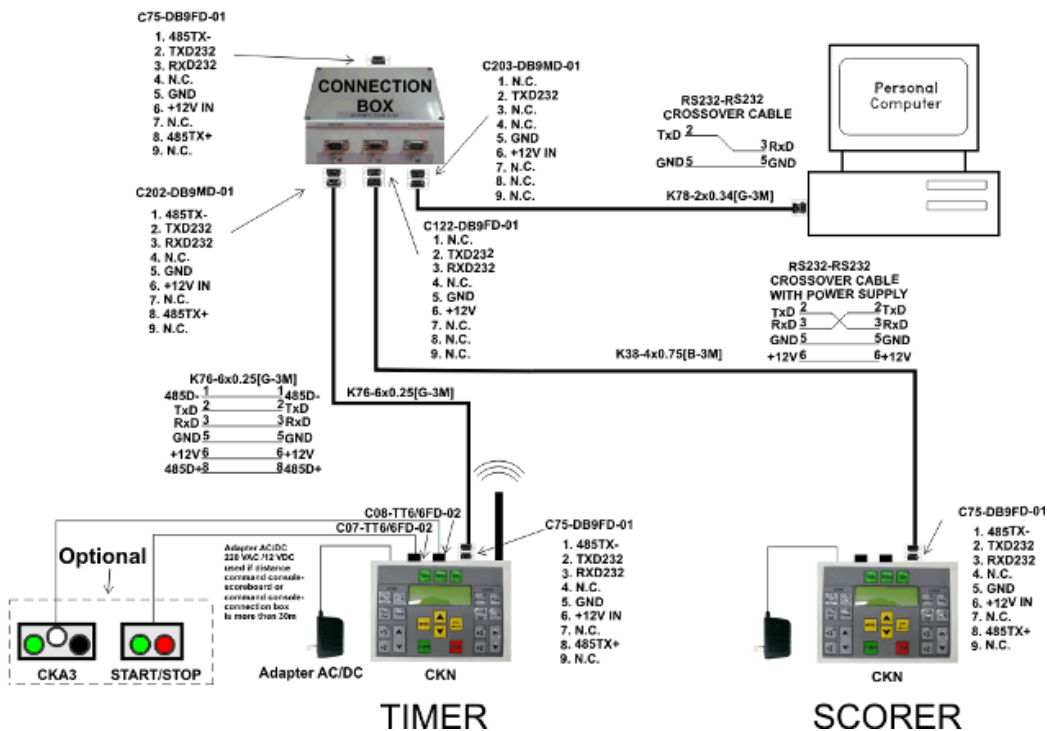 C75-DB9FD-01
1. 485TX-
2. TXD232
3. RXD232
4. N.C.
5. GND
6. +12V IN
7. N.C.
8. 485TX+
9. N.C.
CONNECTION
BOX
C203-DB9MD-01
1. N.C.
2. TXD232
3. N.C.
4. N.C.
5. GND
6. +12V IN
7. N.C.
8. N.C.
9. N.C.
RS232-RS232
CROSSOVER CABLE
TxD 2
3 RxD
GND 5 5 GND
Personal
Computer
K78-2x0.34[G-3M]
C202-DB9MD-01
1. 485TX-
2. TXD232
3. RXD232
4. N.C.
5. GND
6. +12V IN
7. N.C.
8. 485TX+
9. N.C.
C122-DB9FD-01
1. N.C.
2. TXD232
3. RXD232
4. N.C.
5. GND
6. +12V
7. N.C.
8. N.C.
9. N.C.
RS232-RS232
CROSSOVER CABLE
WITH POWER SUPPLY
TxD 2 2 TxD
RxD 3 3 RxD
GND 5 5 GND
+12V 6 6 +12V
K38-4x0.75[B-3M]
K76-6x0.25[G-3M]
485D- 1 1 485D-
TxD 2 2 TxD
RxD 3 3 RxD
GND 5 5 GND
+12V 6 6 +12V
485D+ 8 8 485D+
K76-6x0.25[G-3M]
C08-TT6/6FD-02
C07-TT6/6FD-02
Optional
Adapter AC/DC
220 VAC /12 VDC
used if distance
command console-
scoreboard or
command console-
connection box
is more than 30m
C75-DB9FD-01
1. 485TX-
2. TXD232
3. RXD232
4. N.C.
5. GND
6. +12V IN
7. N.C.
8. 485TX+
9. N.C.
C75-DB9FD-01
1. 485TX-
2. TXD232
3. RXD232
4. N.C.
5. GND
6. +12V IN
7. N.C.
8. 485TX+
9. N.C.
CKA3
START/STOP
Adapter AC/DC
CKN
CKN
TIMER
SCORER